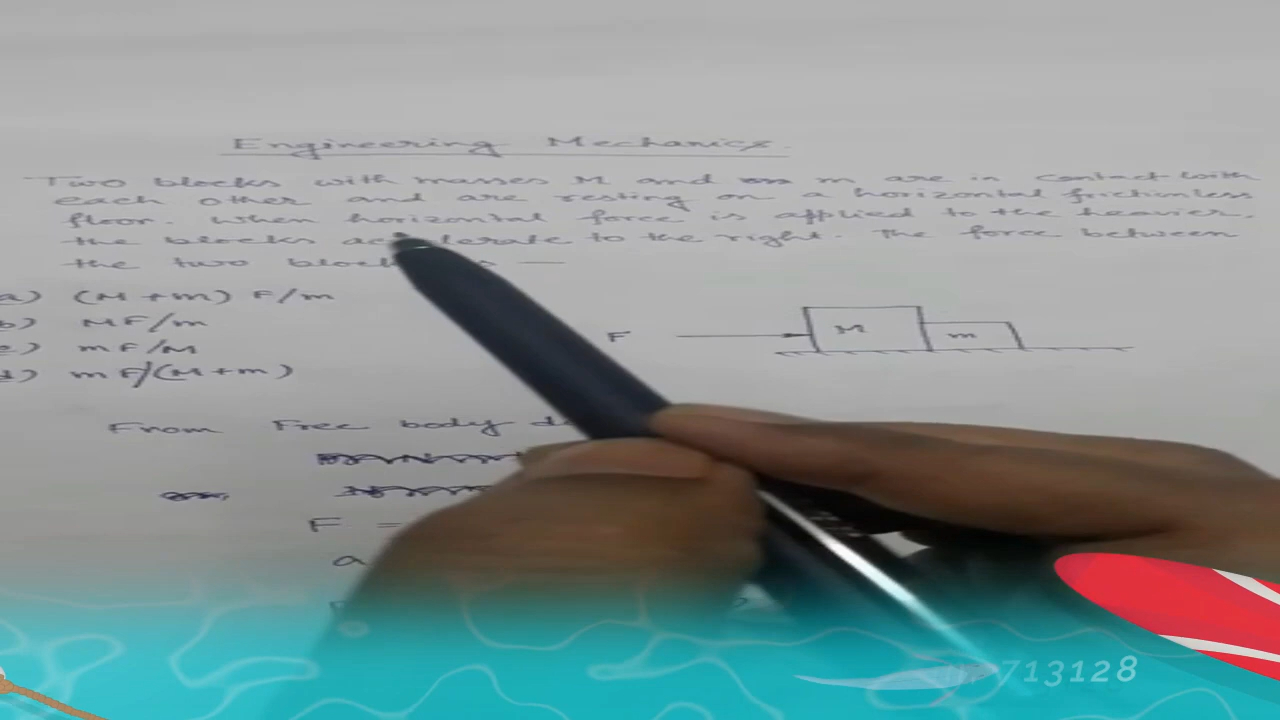 Engineering Mechanics.
Two blocks with masses M and m are in contact with
each other and are resting on a horizontal frictionless
floor. When horizontal force is applied to the heavier,
the blocks accelerate to the right. The force between
the two blocks —
a) (M+m) F/m
b) MF/m
c) mF/M
d) mF/(M+m)
F M m
From Free body
F =
a
713128